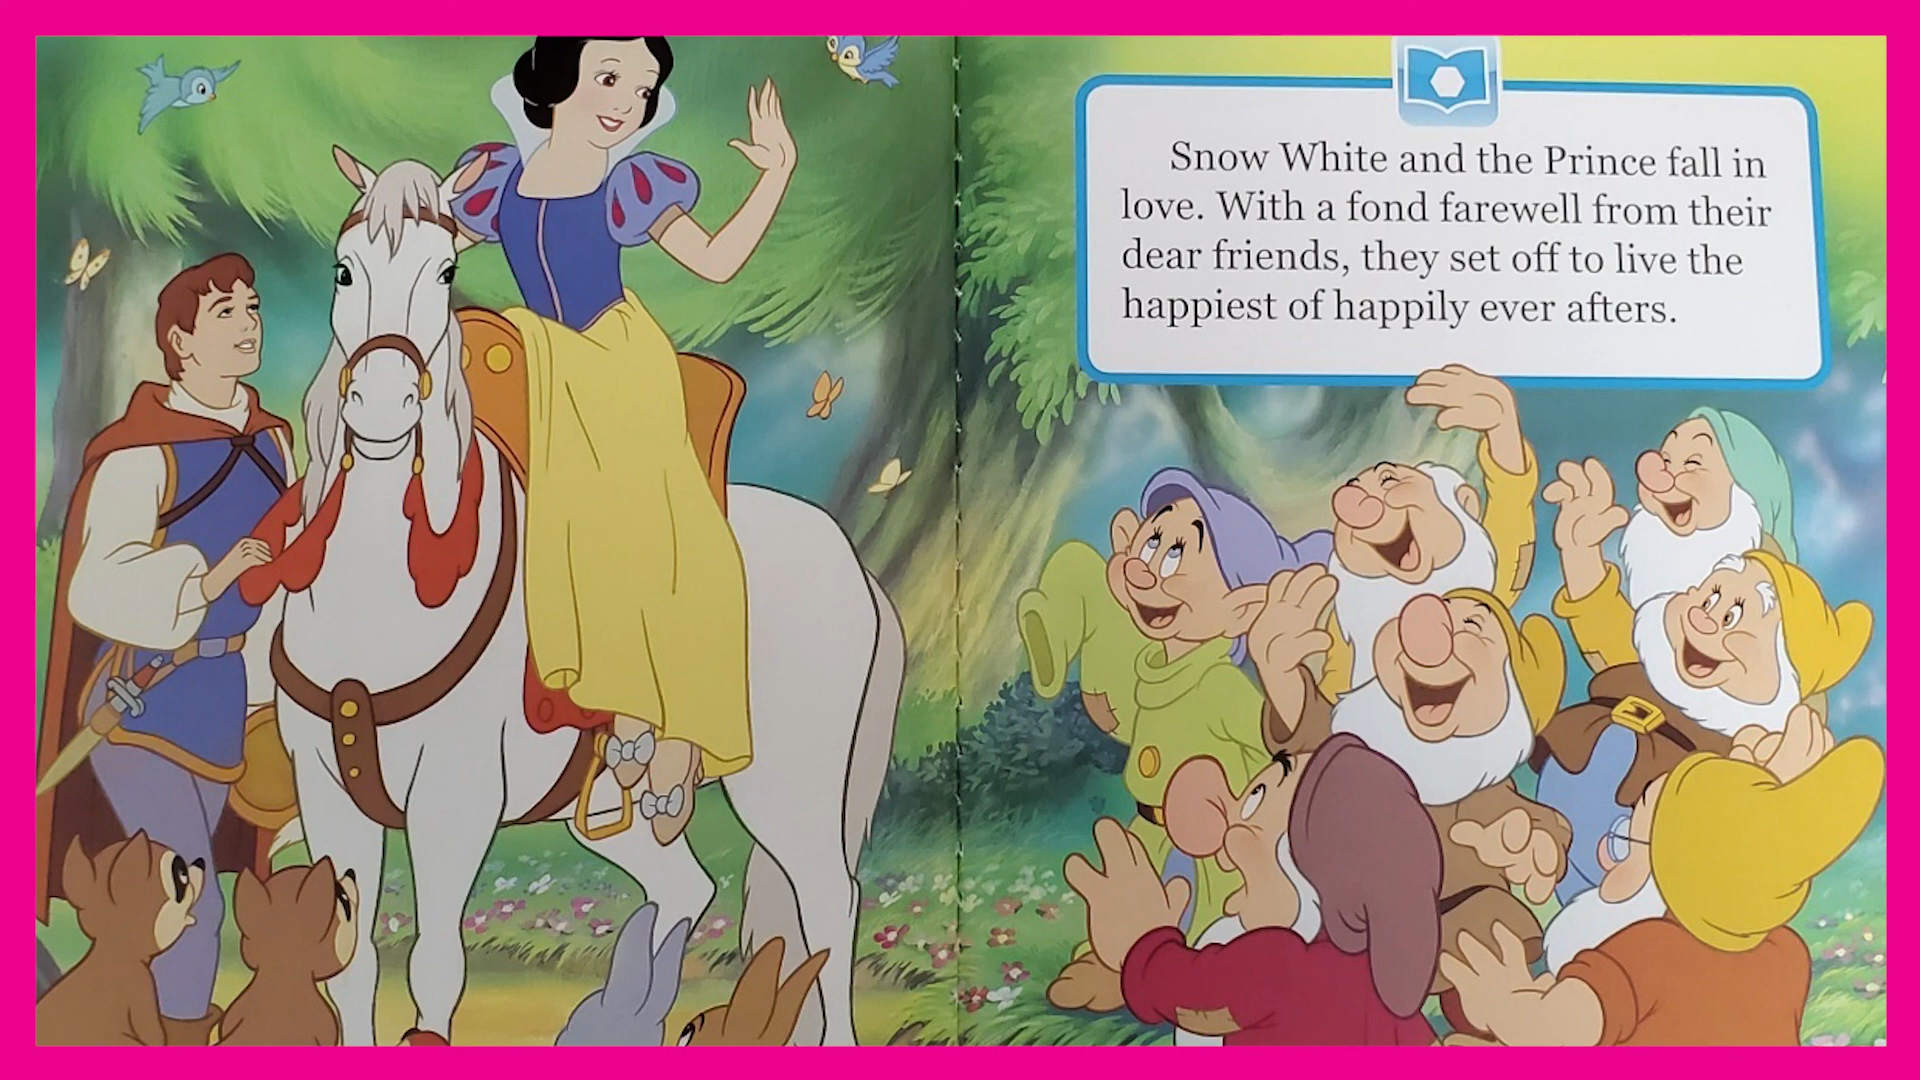 Snow White and the Prince fall in
love. With a fond farewell from their
dear friends, they set off to live the
happiest of happily ever afters.